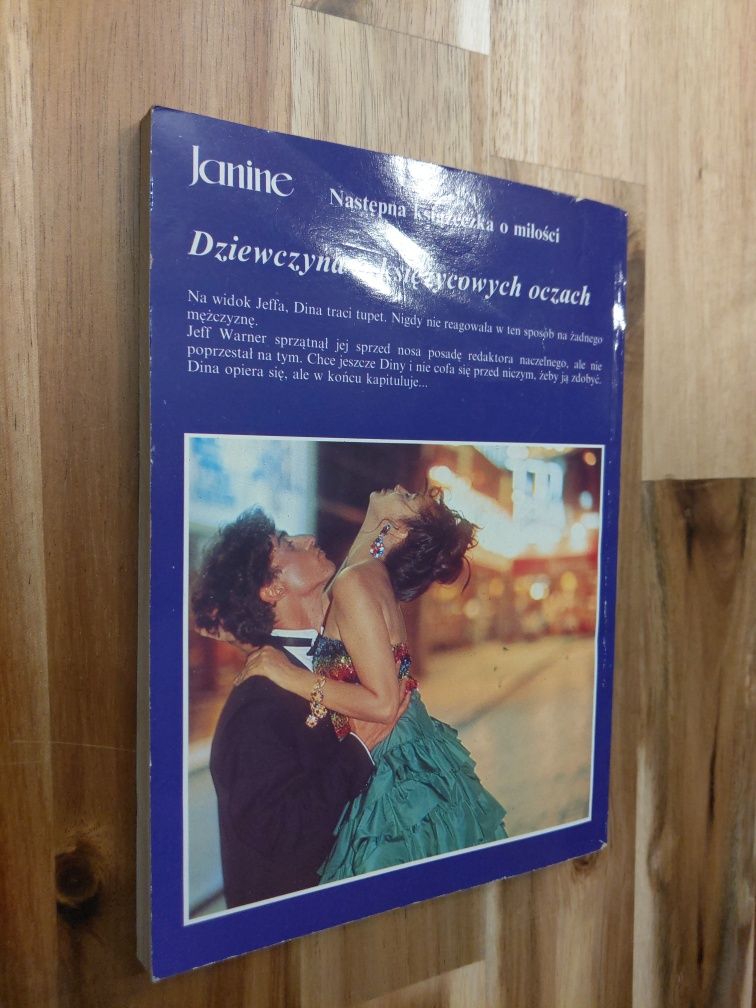 Janine
Następna książeczka o miłości
Dziewczyna księżycowych oczach
Na widok Jeffa, Dina traci tupet. Nigdy nie reagowała w ten sposób na żadnego
mężczyznę.
Jeff Warner sprzątnął jej sprzed nosa posadę redaktora naczelnego, ale nie
poprzestał na tym. Chce jeszcze Diny i nie cofa się przed niczym, żeby ją zdobyć.
Dina opiera się, ale w końcu kapituluje...